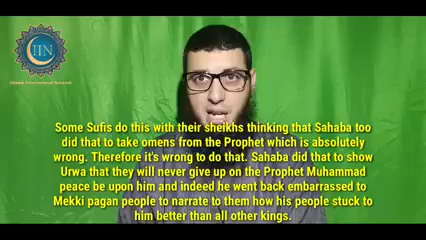 IIN
Islamic International Network
Some Sufis do this with their sheikhs thinking that Sahaba too
did that to take omens from the Prophet which is absolutely
wrong. Therefore it's wrong to do that. Sahaba did that to show
Urwa that they will never give up on the Prophet Muhammad
peace be upon him and indeed he went back embarrassed to
Mekki pagan people to narrate to them how his people stuck to
him better than all other kings.